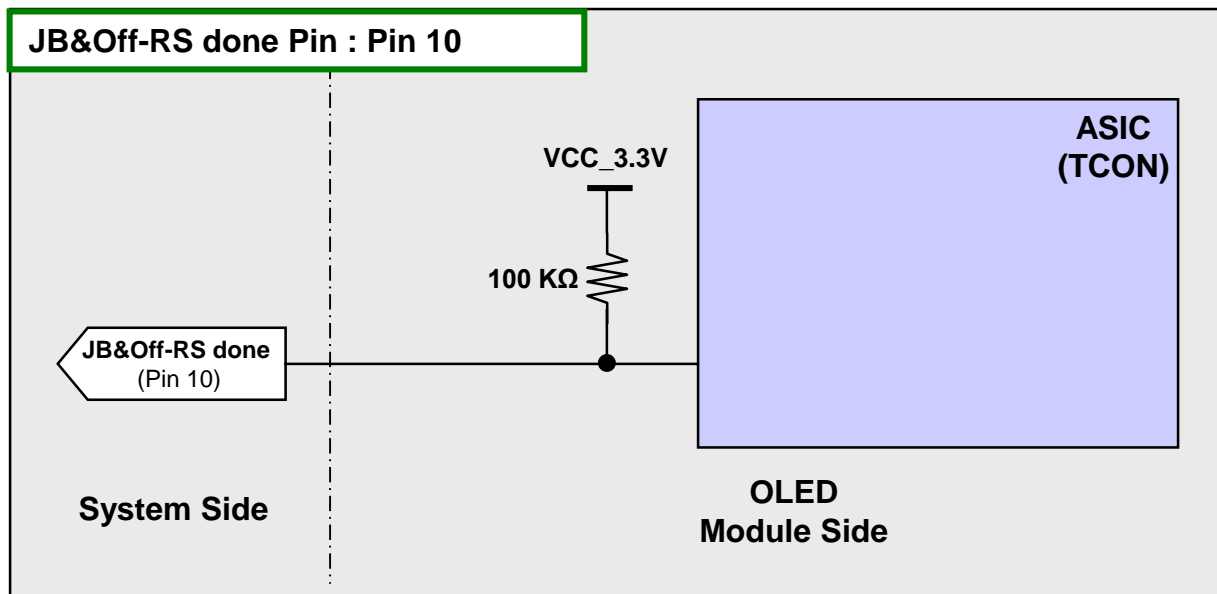 JB&Off-RS done Pin : Pin 10
ASIC
(TCON)
VCC_3.3V
100 KΩ
JB&Off-RS done
(Pin 10)
System Side
OLED
Module Side